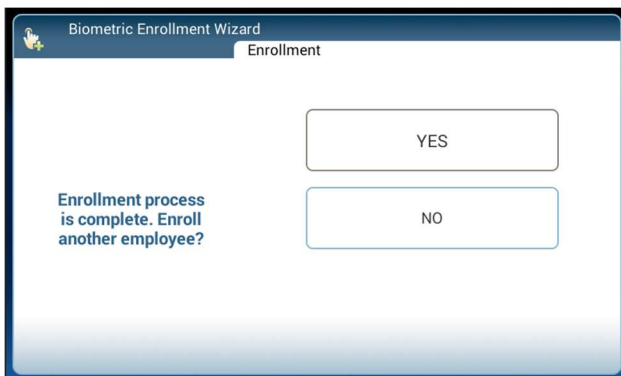 Biometric Enrollment Wizard
Enrollment
YES
Enrollment process
is complete. Enroll
another employee?
NO